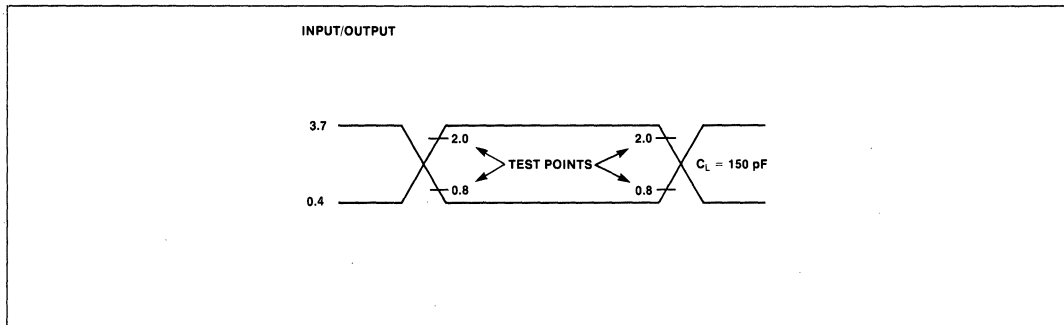 INPUT/OUTPUT
3.7
2.0
2.0
TEST POINTS
C_L = 150 pF
0.8
0.8
0.4